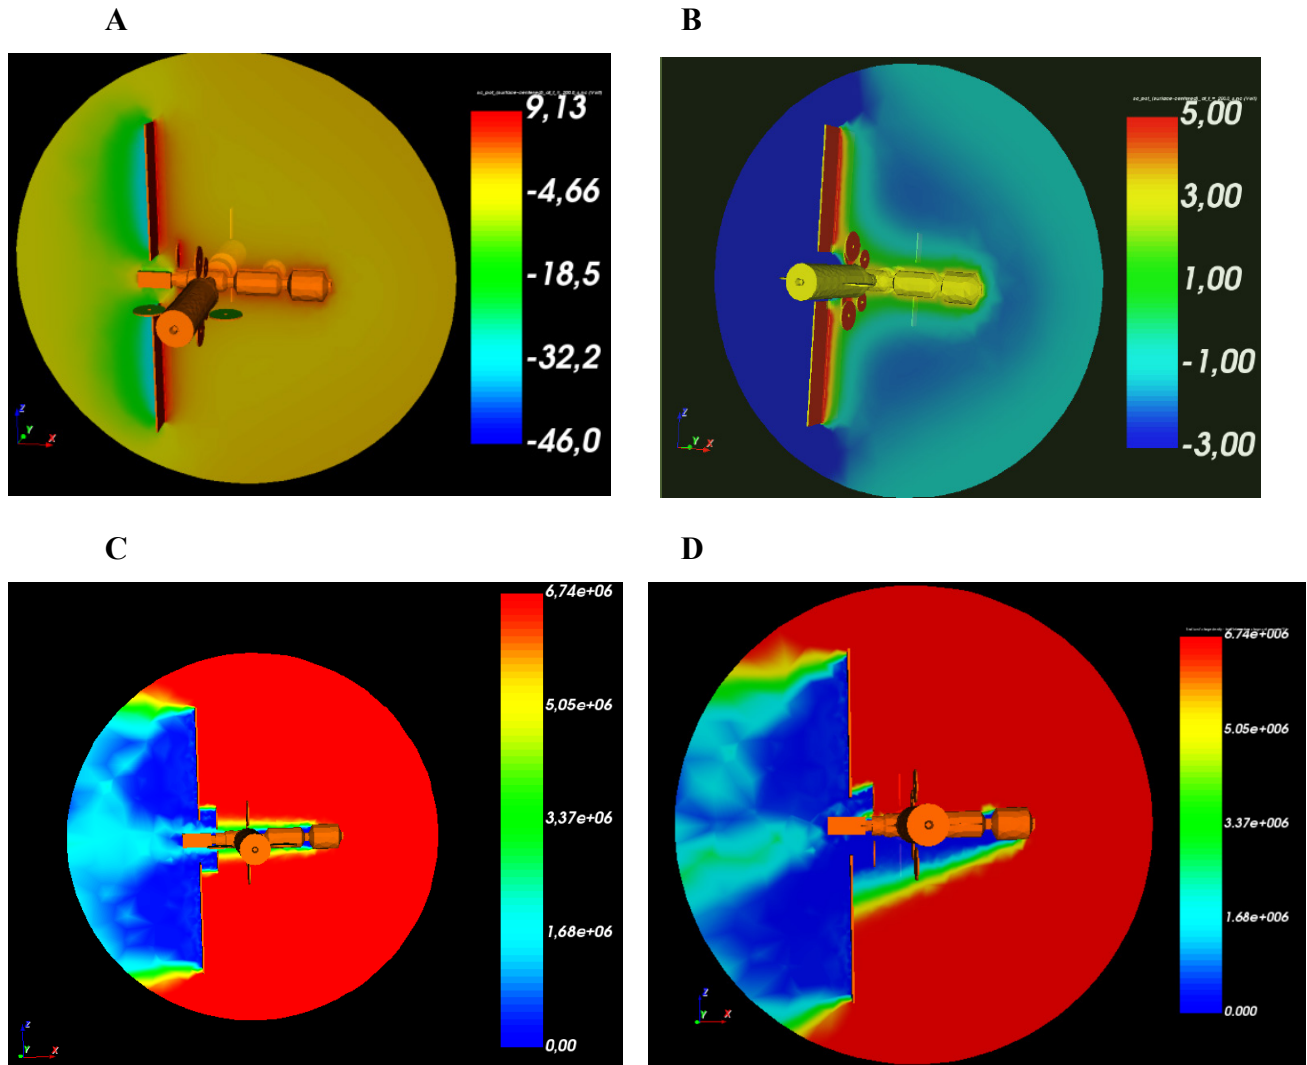 A
B
9,13
-4,66
-18,5
-32,2
-46,0
Z
Y
X
5,00
3,00
1,00
-1,00
-3,00
Z
Y
X
C
D
6,74e+06
5,05e+06
3,37e+06
1,68e+06
0,00
Z
Y
X
6.74e+006
5.05e+006
3.37e+006
1.68e+006
0.000
Z
Y
X